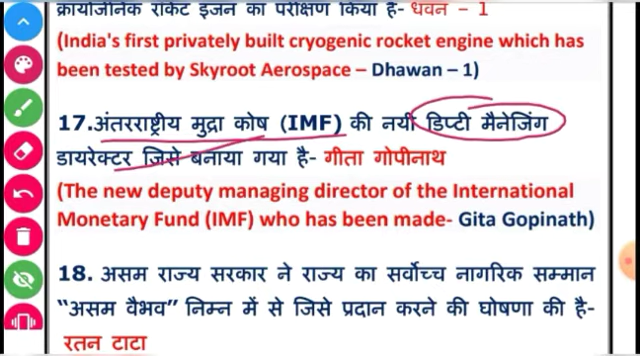 क्रायोजेनिक रॉकेट इंजन का परीक्षण किया है- धवन – 1
(India's first privately built cryogenic rocket engine which has
been tested by Skyroot Aerospace – Dhawan – 1)
17.अंतरराष्ट्रीय मुद्रा कोष (IMF) की नयी डिप्टी मैनेजिंग
डायरेक्टर जिसे बनाया गया है- गीता गोपीनाथ
(The new deputy managing director of the International
Monetary Fund (IMF) who has been made- Gita Gopinath)
18. असम राज्य सरकार ने राज्य का सर्वोच्च नागरिक सम्मान
“असम वैभव” निम्न में से जिसे प्रदान करने की घोषणा की है-
रतन टाटा